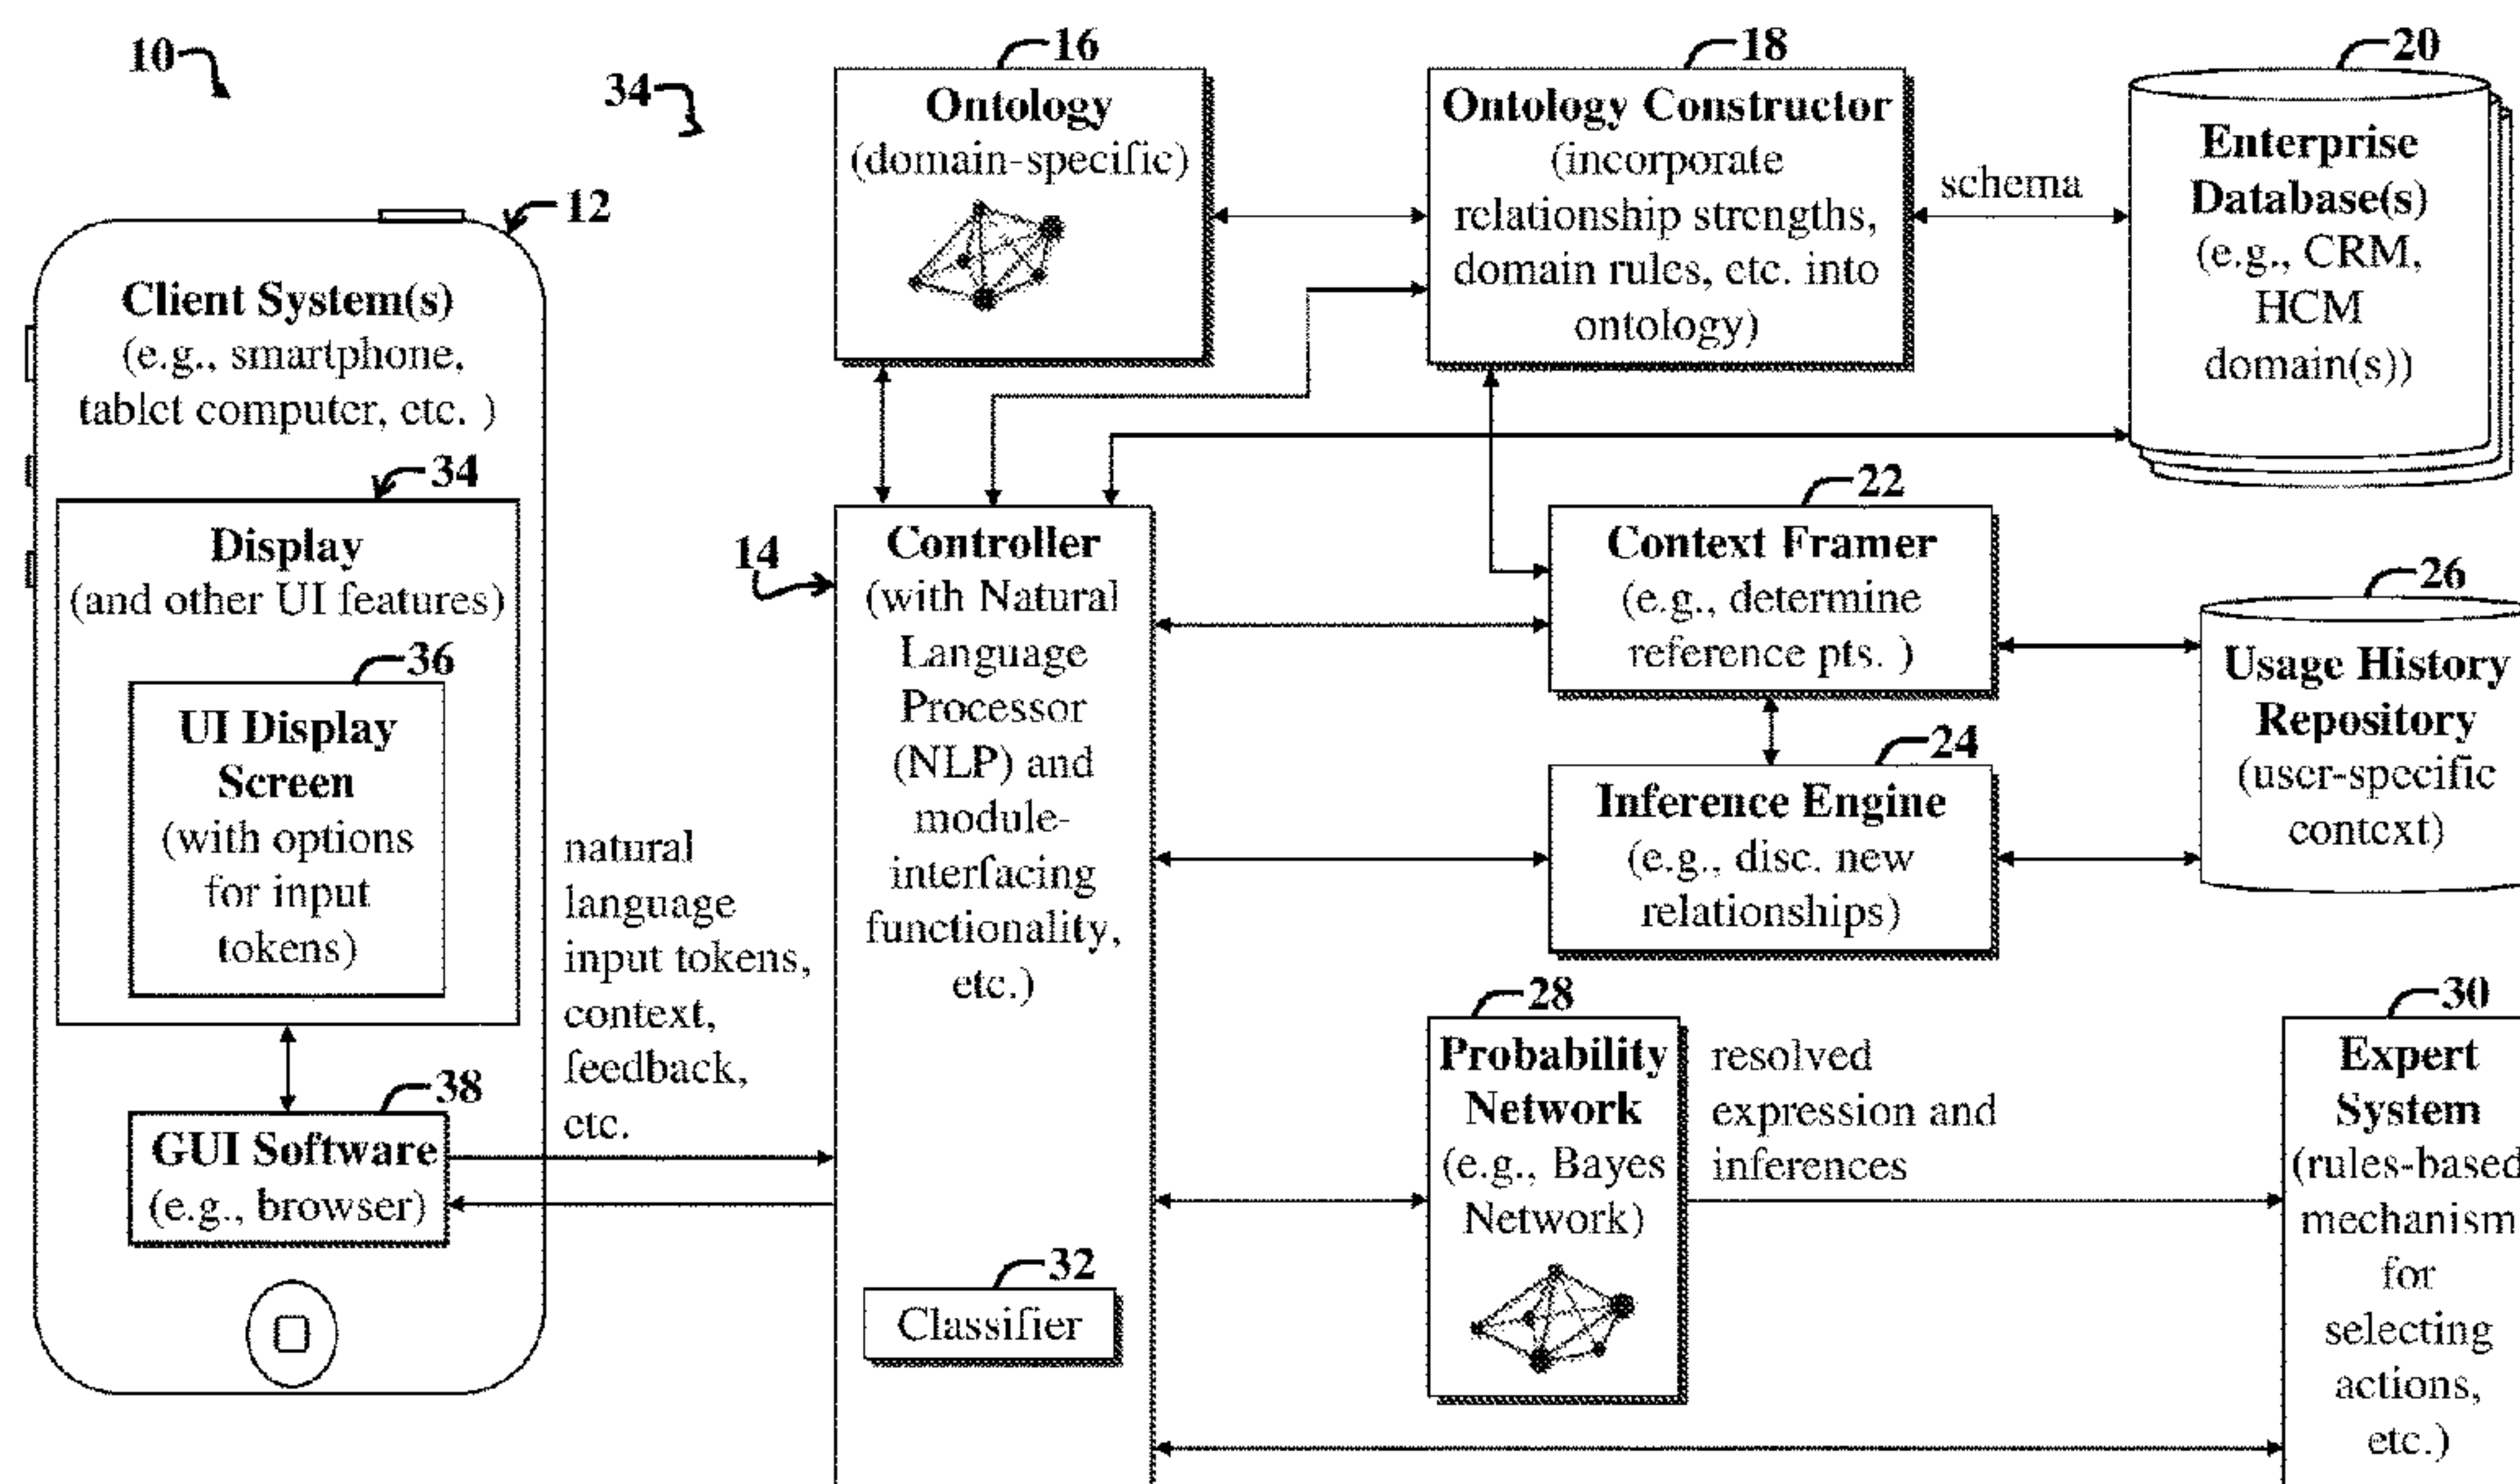 10
34
16
Ontology
(domain-specific)
18
Ontology Constructor
(incorporate
relationship strengths,
domain rules, etc. into
ontology)
schema
20
Enterprise
Database(s)
(e.g., CRM,
HCM
domain(s))
12
Client System(s)
(e.g., smartphone,
tablet computer, etc. )
34
Display
(and other UI features)
36
UI Display
Screen
(with options
for input
tokens)
38
GUI Software
(e.g., browser)
natural
language
input tokens,
context,
feedback,
etc.
14
Controller
(with Natural
Language
Processor
(NLP) and
module-
interfacing
functionality,
etc.)
32
Classifier
22
Context Framer
(e.g., determine
reference pts. )
24
Inference Engine
(e.g., disc. new
relationships)
26
Usage History
Repository
(user-specific
context)
28
Probability
Network
(e.g., Bayes
Network)
resolved
expression and
inferences
30
Expert
System
(rules-based
mechanism
for
selecting
actions,
etc.)